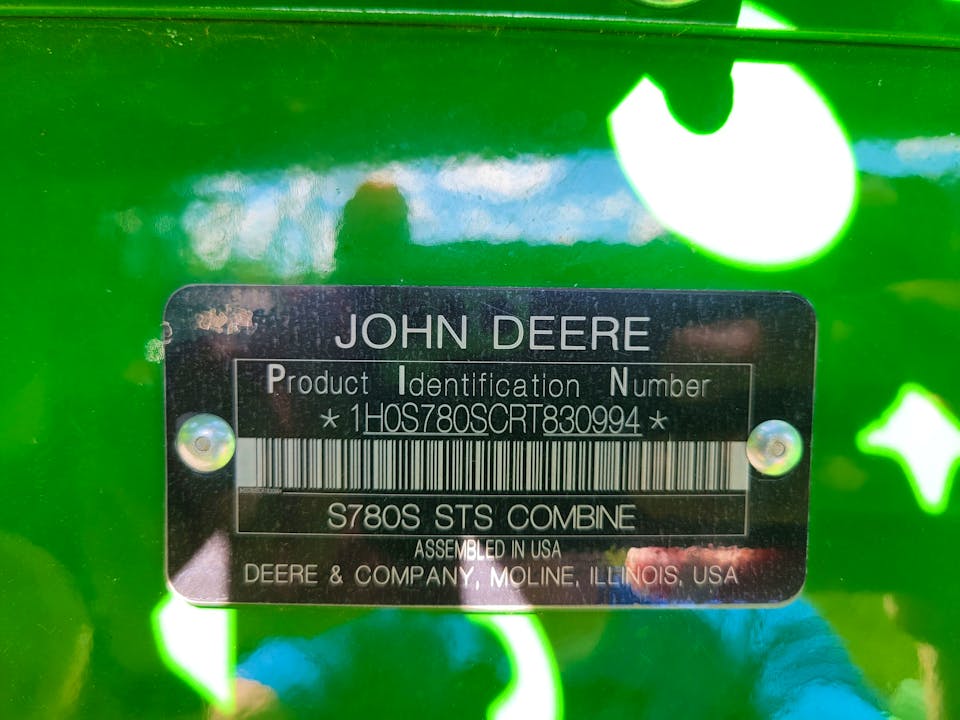 JOHN DEERE
Product Identification Number
*1H0S780SCRT830994*
S780S STS COMBINE
ASSEMBLED IN USA
DEERE & COMPANY, MOLINE, ILLINOIS, USA